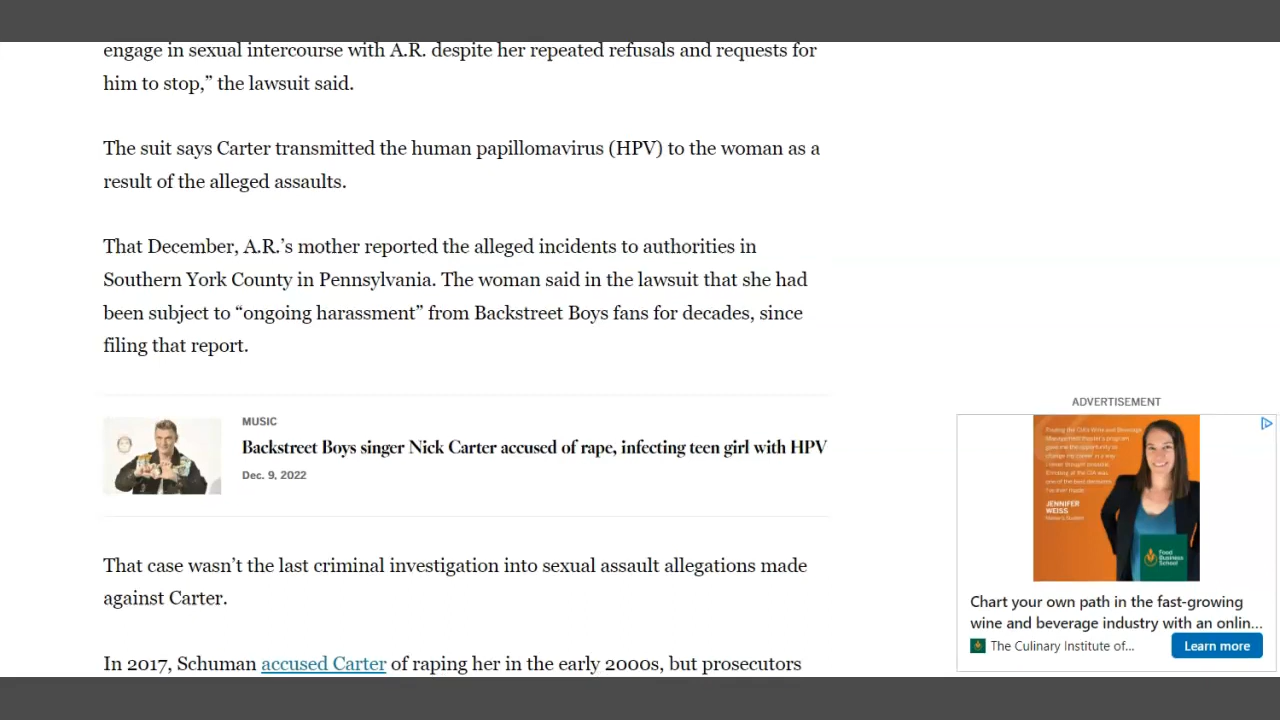 engage in sexual intercourse with A.R. despite her repeated refusals and requests for
him to stop,” the lawsuit said.
The suit says Carter transmitted the human papillomavirus (HPV) to the woman as a
result of the alleged assaults.
That December, A.R.’s mother reported the alleged incidents to authorities in
Southern York County in Pennsylvania. The woman said in the lawsuit that she had
been subject to “ongoing harassment” from Backstreet Boys fans for decades, since
filing that report.
MUSIC
Backstreet Boys singer Nick Carter accused of rape, infecting teen girl with HPV
Dec. 9, 2022
That case wasn’t the last criminal investigation into sexual assault allegations made
against Carter.
In 2017, Schuman accused Carter of raping her in the early 2000s, but prosecutors
ADVERTISEMENT
JENNIFER
WEISS
Food
Business
School
Chart your own path in the fast-growing
wine and beverage industry with an onlin...
The Culinary Institute of...
Learn more